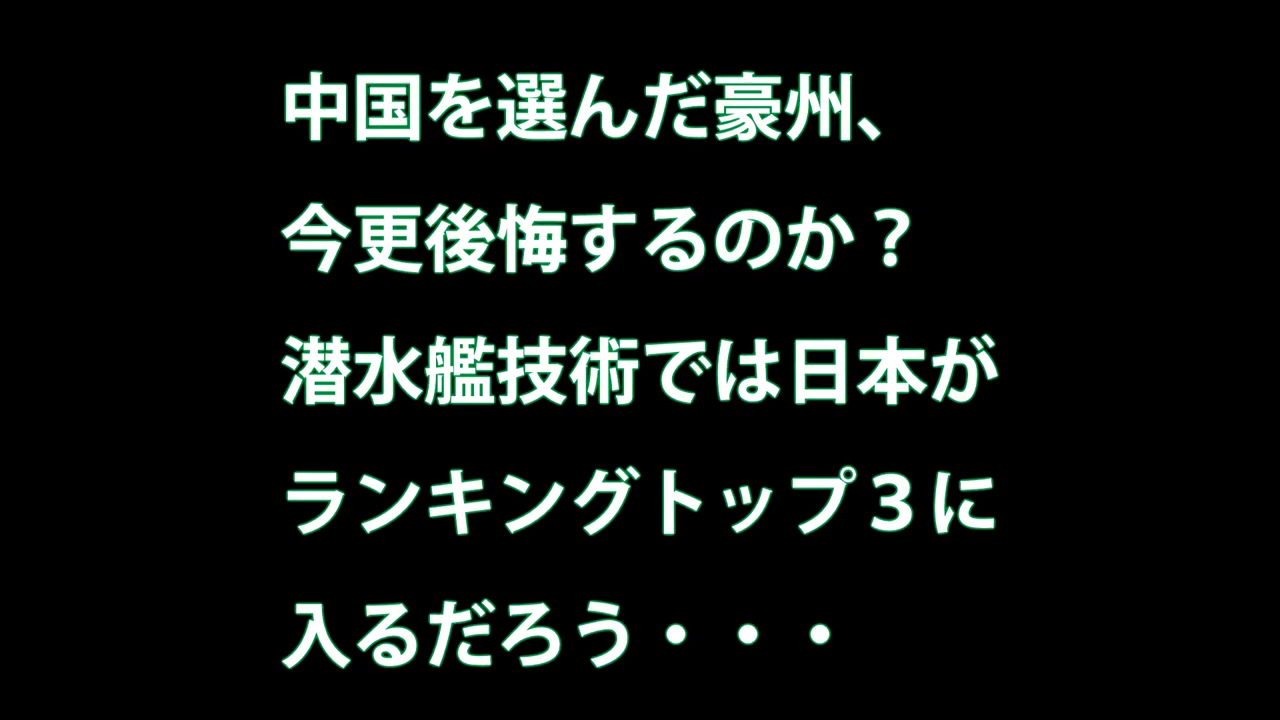 中国を選んだ豪州、
今更後悔するのか？
潜水艦技術では日本が
ランキングトップ３に
入るだろう・・・